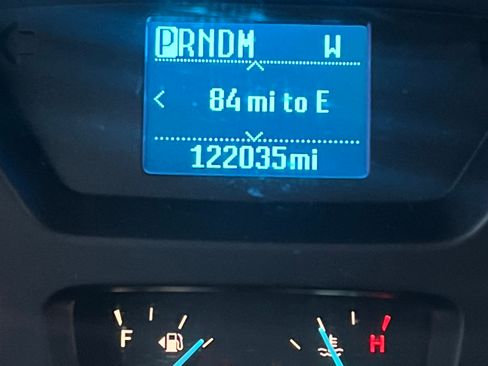 PRNDM W
84 mi to E
122035mi
F H